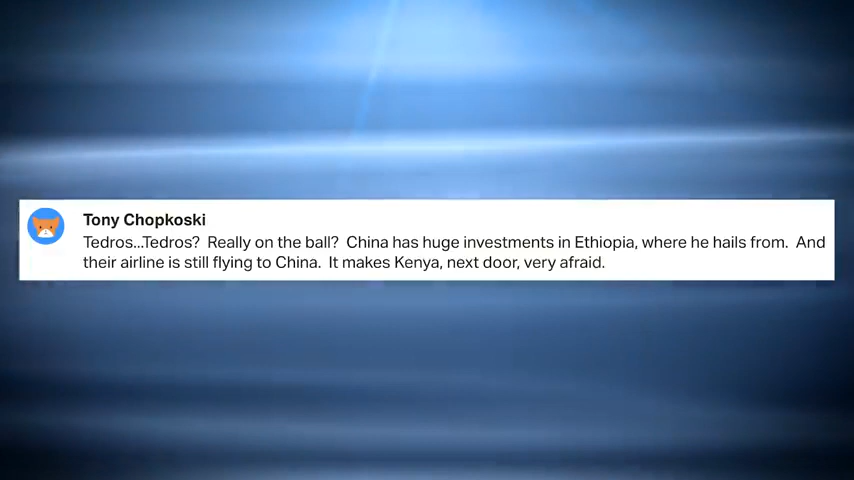 Tony Chopkoski
Tedros...Tedros?  Really on the ball?  China has huge investments in Ethiopia, where he hails from.  And
their airline is still flying to China.  It makes Kenya, next door, very afraid.